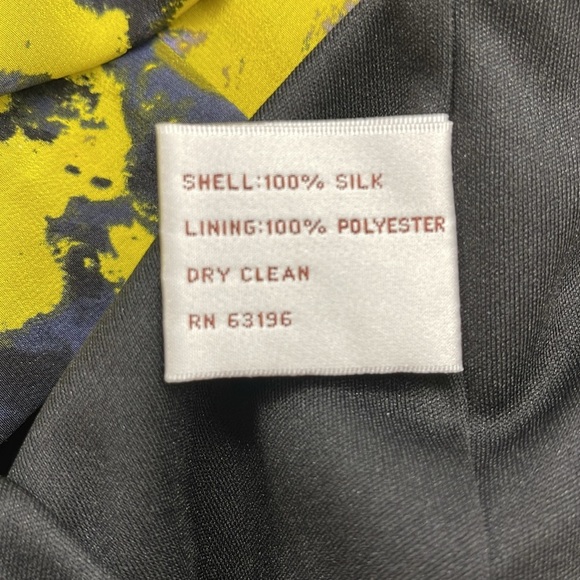 SHELL:100% SILK
LINING:100% POLYESTER
DRY CLEAN
RN 63196